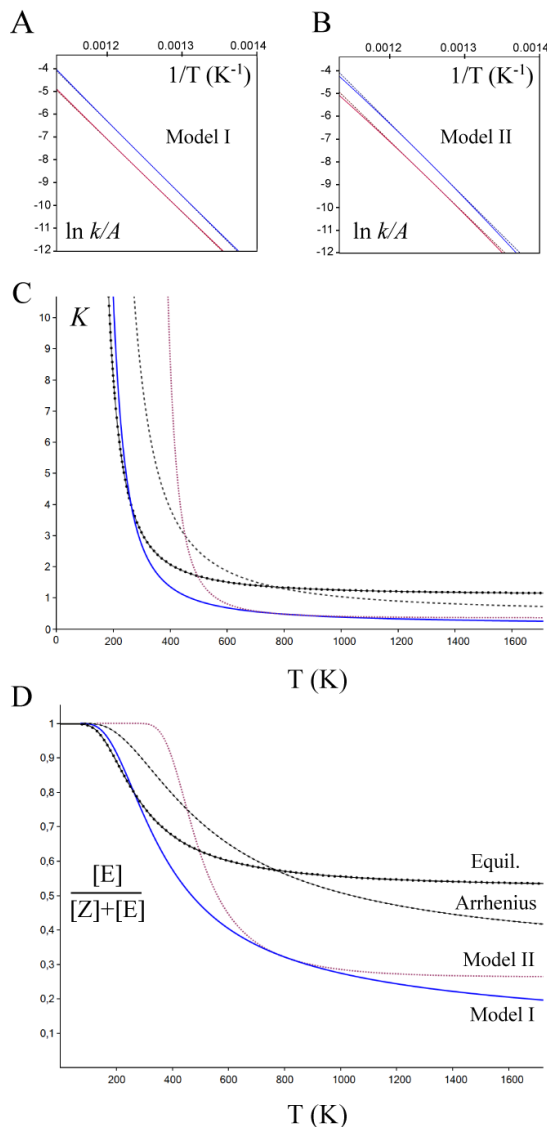 A
B
0.0012 0.0013 0.0014
0.0012 0.0013 0.0014
1/T (K-1)
1/T (K-1)
-4
-5
-6
-7
-8
-9
-10
-11
-12
Model I
ln k/A
-4
-5
-6
-7
-8
-9
-10
-11
-12
Model II
ln k/A
C
K
10
9
8
7
6
5
4
3
2
1
0
0 200 400 600 800 1000 1200 1400 1600
T (K)
D
1
0,9
0,8
0,7
0,6
0,5
0,4
0,3
0,2
0,1
[E]
[Z]+[E]
Equil.
Arrhenius
Model II
Model I
200 400 600 800 1000 1200 1400 1600
T (K)